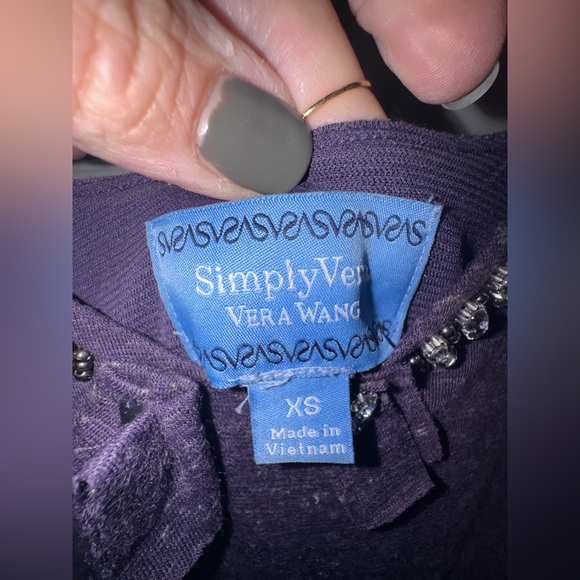 SimplyVer
VERA WANG
XS
Made in
Vietnam